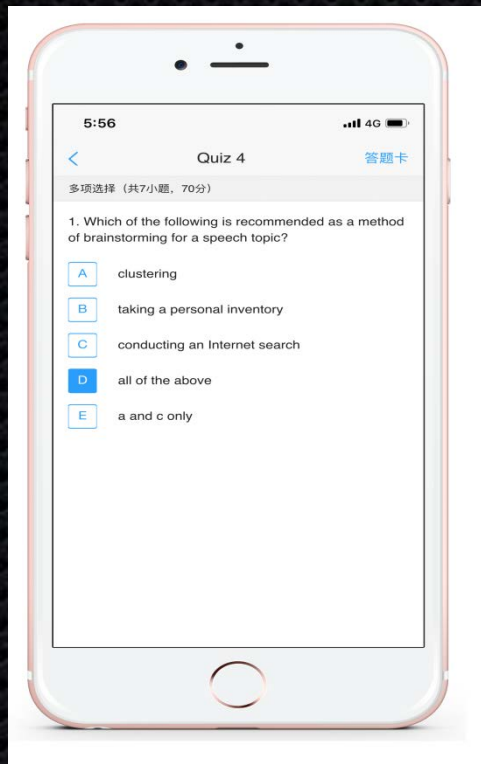 5:56 4G
Quiz 4 答题卡
多项选择（共7小题，70分）
1. Which of the following is recommended as a method
of brainstorming for a speech topic?
A clustering
B taking a personal inventory
C conducting an Internet search
D all of the above
E a and c only